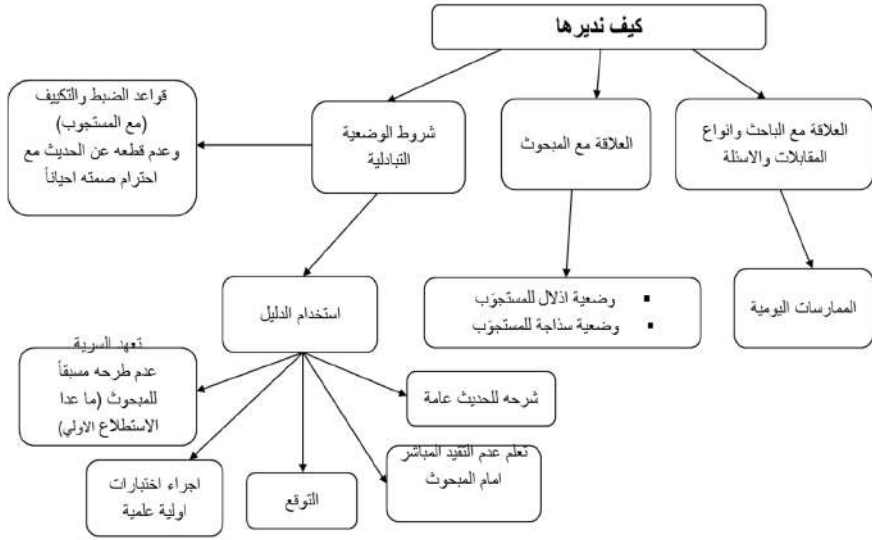 كيف نديرها
العلاقة مع الباحث وانواع
المقابلات والاسئلة
العلاقة مع المبحوث
شروط الوضعية
التبادلية
قواعد الضبط والتكييف
(مع المستجوب)
وعدم قطعه عن الحديث مع
احترام صمته احياناً
الممارسات اليومية
▪ وضعية اذلال للمستجوَب
▪ وضعية سذاجة للمستجوَب
استخدام الدليل
شرحه للحديث عامة
تعلم عدم التقيد المباشر
امام المبحوث
التوقع
اجراء اختبارات
اولية علمية
تعهد السرية
عدم طرحه مسبقاً
للمبحوث (ما عدا
الاستطلاع الاولي)